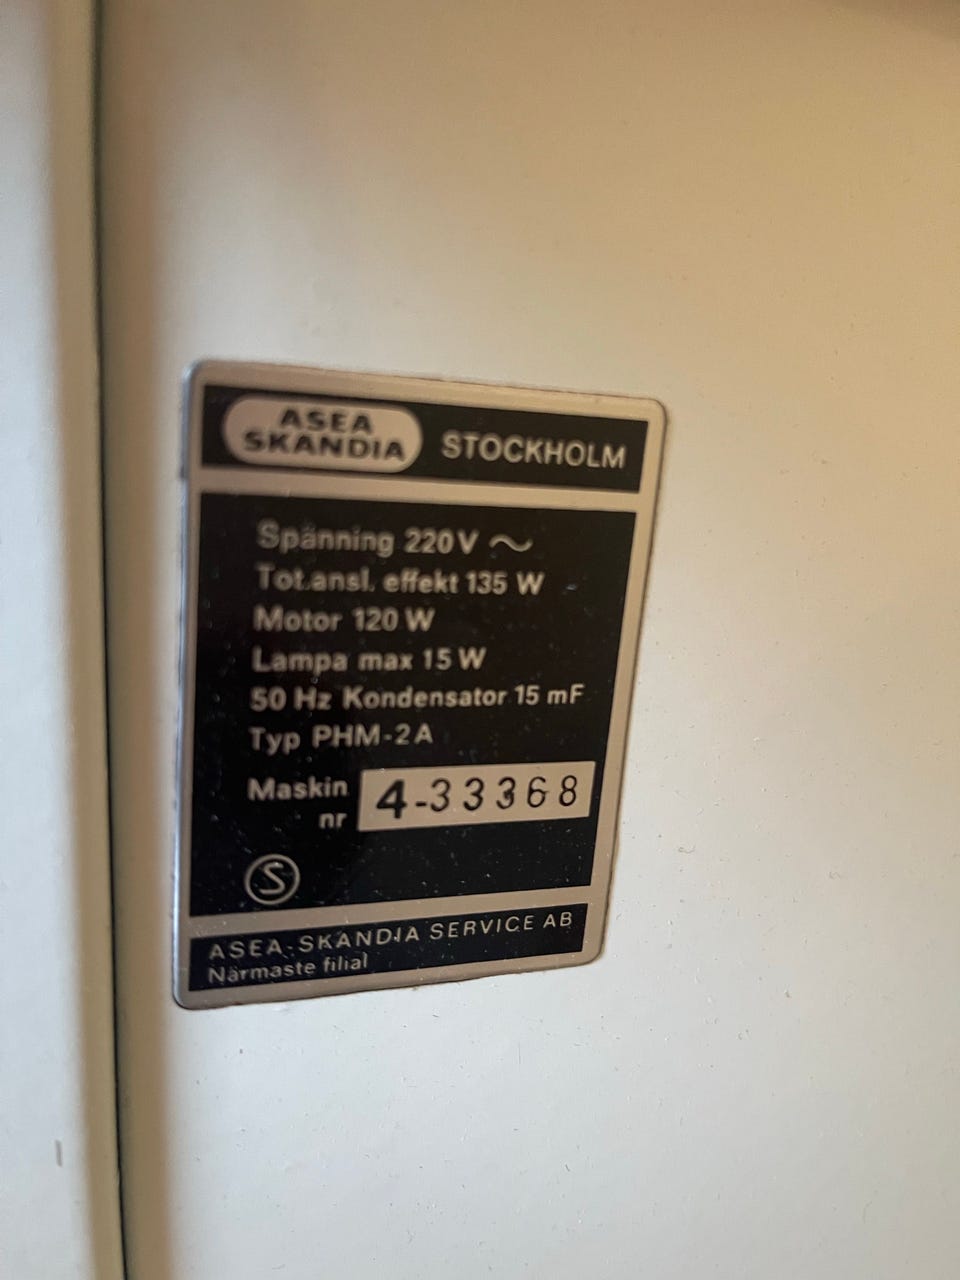 ASEA
SKANDIA
STOCKHOLM
Spänning 220V ~
Tot.ansl. effekt 135 W
Motor 120 W
Lampa max 15 W
50 Hz Kondensator 15 mF
Typ PHM-2A
Maskin
nr
4-33368
S
ASEA-SKANDIA SERVICE AB
Närmaste filial